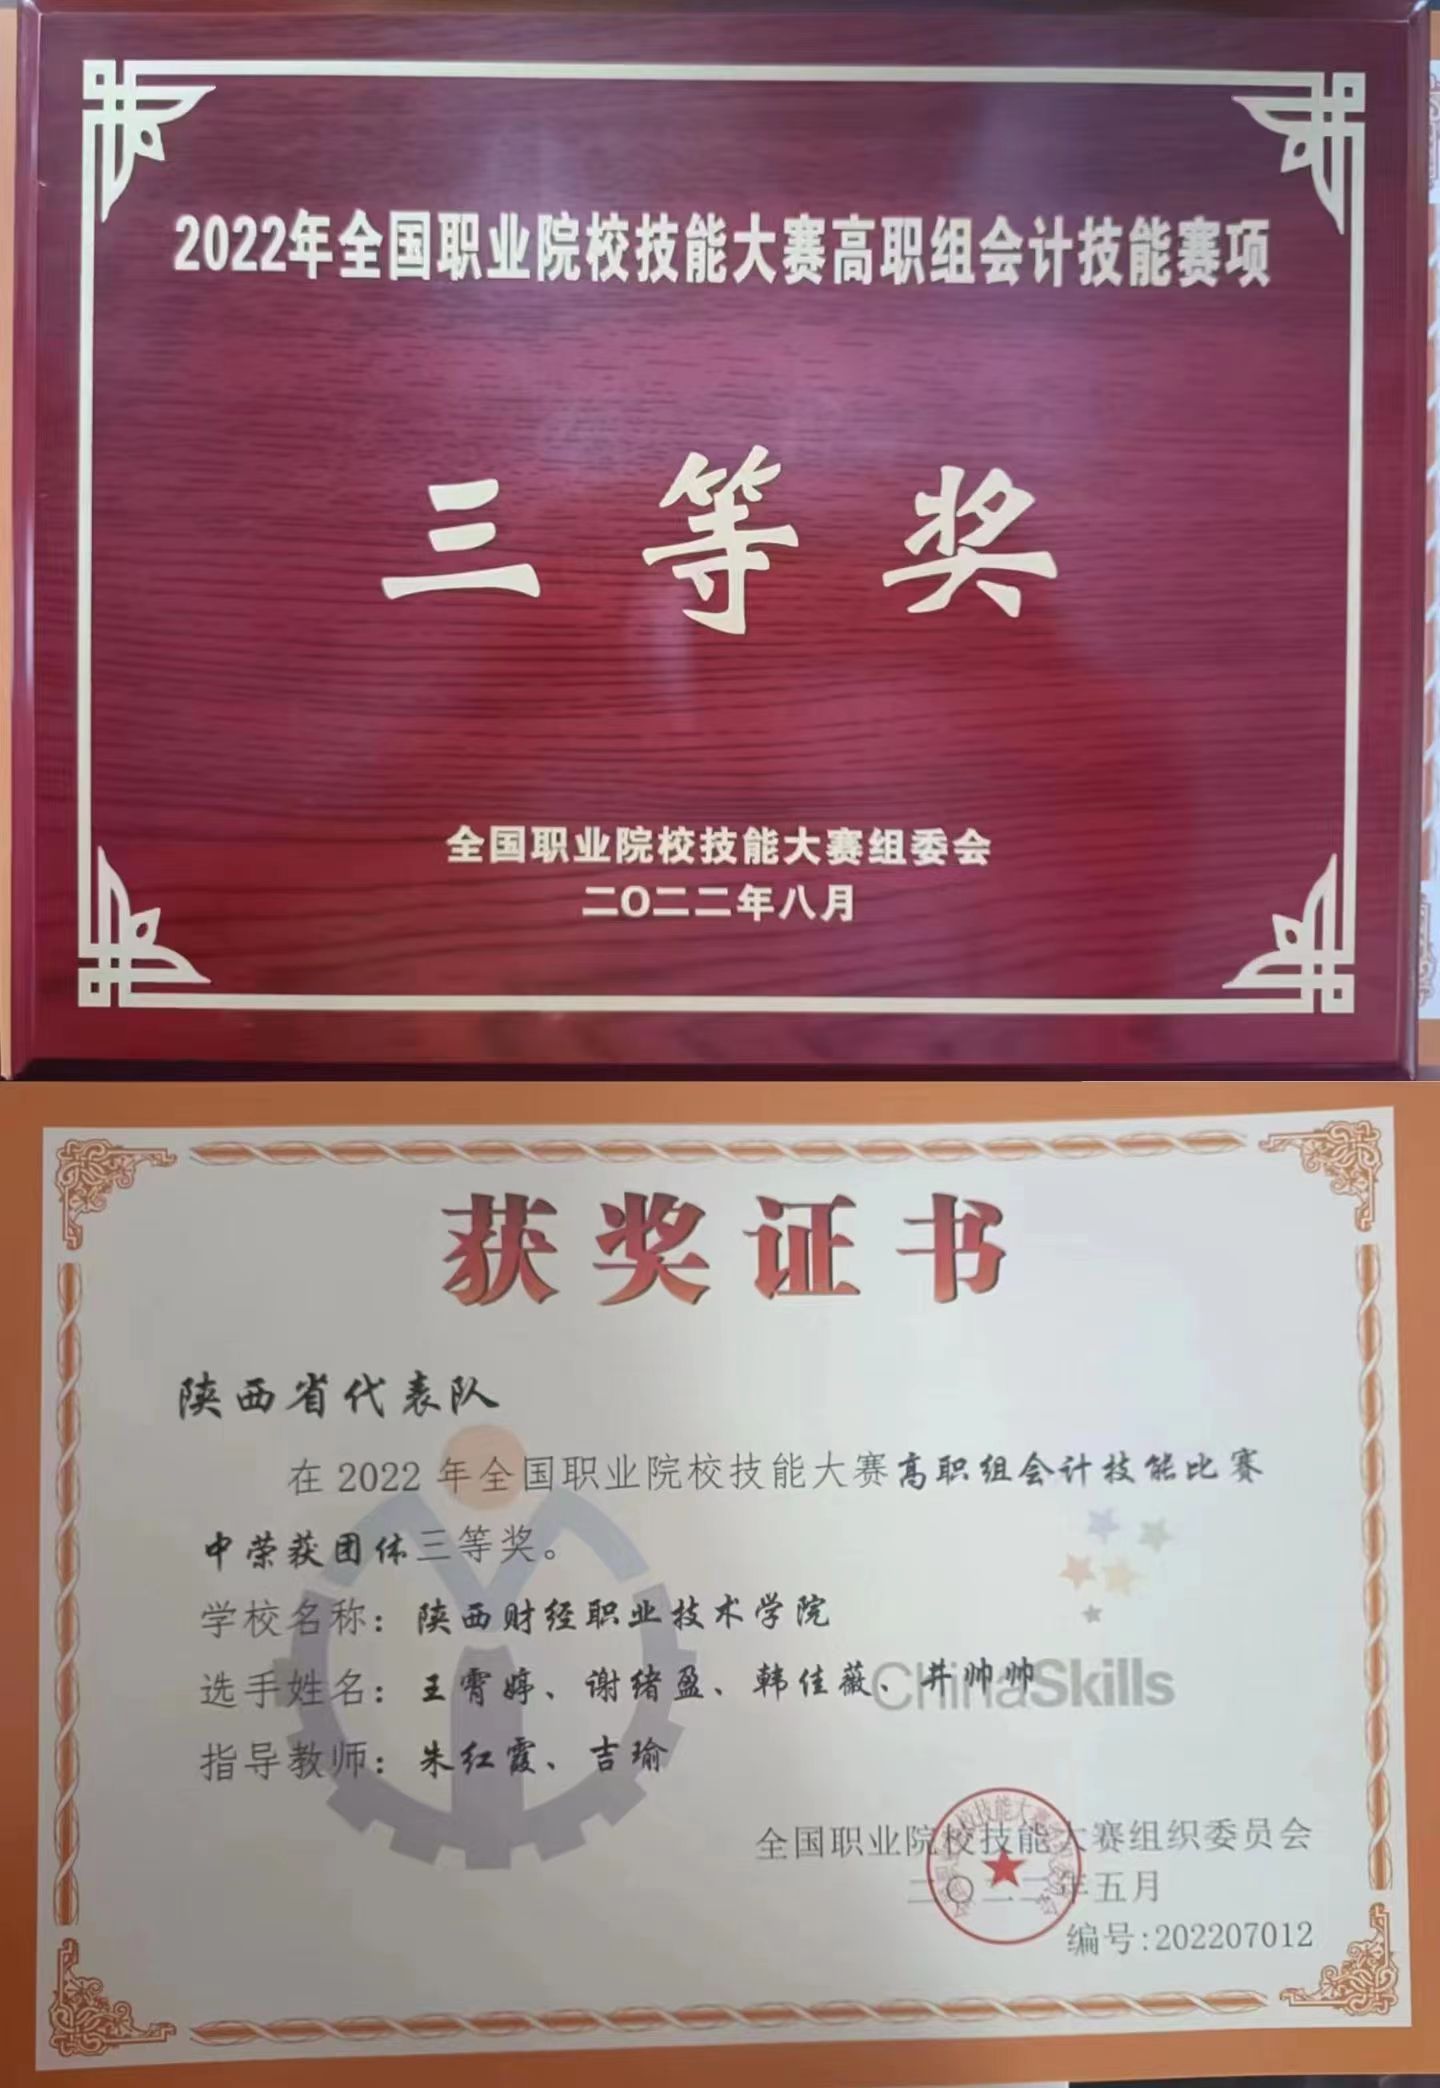 2022年全国职业院校技能大赛高职组会计技能赛项
三等奖
全国职业院校技能大赛组委会
二〇二二年八月
获奖证书
陕西省代表队
在2022年全国职业院校技能大赛高职组会计技能比赛
中荣获团体三等奖。
学校名称：陕西财经职业技术学院
选手姓名：王霄婷、谢绪盈、韩佳薇、井帅帅
ChinaSkills
指导教师：朱红霞、吉瑜
全国职业院校技能大赛组织委员会
二〇二二年五月
编号:202207012